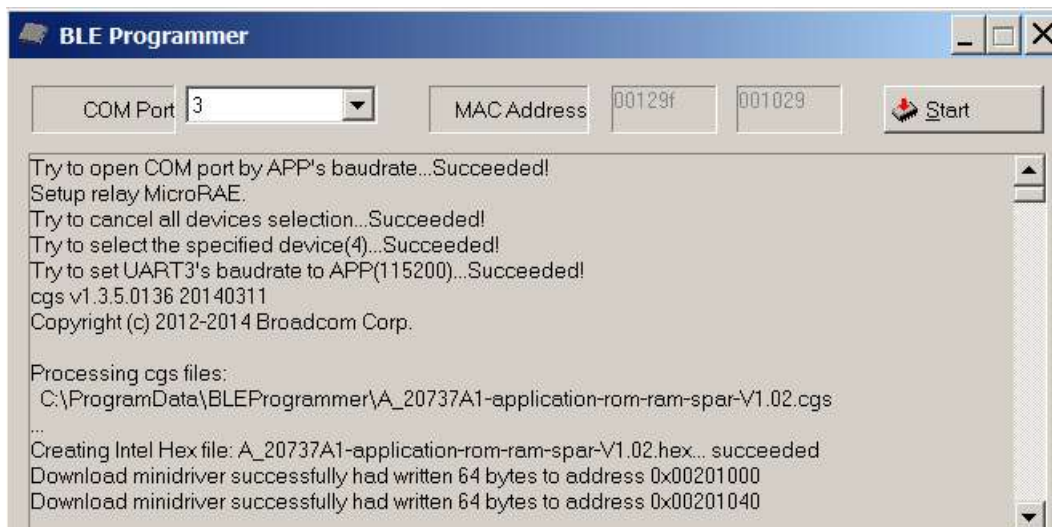 BLE Programmer
COM Port 3 MAC Address 00129f 001029 Start
Try to open COM port by APP's baudrate...Succeeded!
Setup relay MicroRAE.
Try to cancel all devices selection...Succeeded!
Try to select the specified device(4)...Succeeded!
Try to set UART3's baudrate to APP(115200)...Succeeded!
cgs v1.3.5.0136 20140311
Copyright (c) 2012-2014 Broadcom Corp.
Processing cgs files:
C:\ProgramData\BLEProgrammer\A_20737A1-application-rom-ram-spar-V1.02.cgs
...
Creating Intel Hex file: A_20737A1-application-rom-ram-spar-V1.02.hex... succeeded
Download minidriver successfully had written 64 bytes to address 0x00201000
Download minidriver successfully had written 64 bytes to address 0x00201040